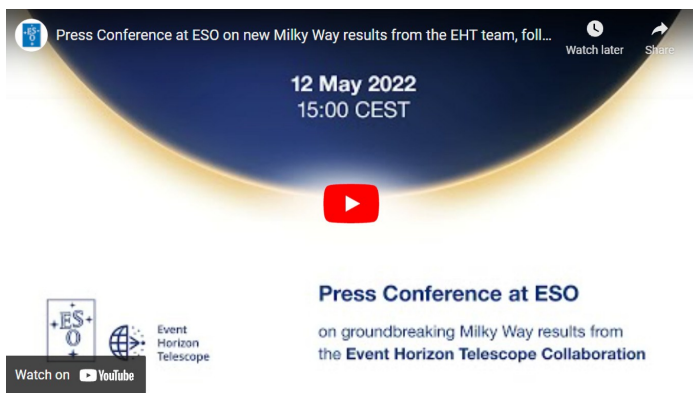 Press Conference at ESO on new Milky Way results from the EHT team, foll...
Watch later
Share
12 May 2022
15:00 CEST
Press Conference at ESO
on groundbreaking Milky Way results from
the Event Horizon Telescope Collaboration
ES
O
Event
Horizon
Telescope
Watch on YouTube